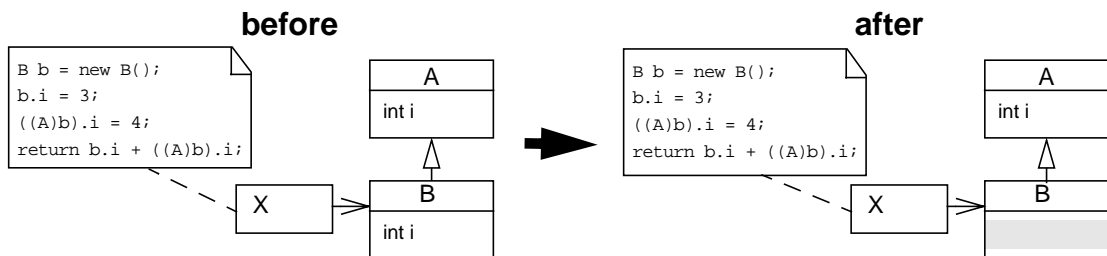 before
B b = new B();
b.i = 3;
((A)b).i = 4;
return b.i + ((A)b).i;
A
int i
X
B
int i
after
B b = new B();
b.i = 3;
((A)b).i = 4;
return b.i + ((A)b).i;
A
int i
X
B